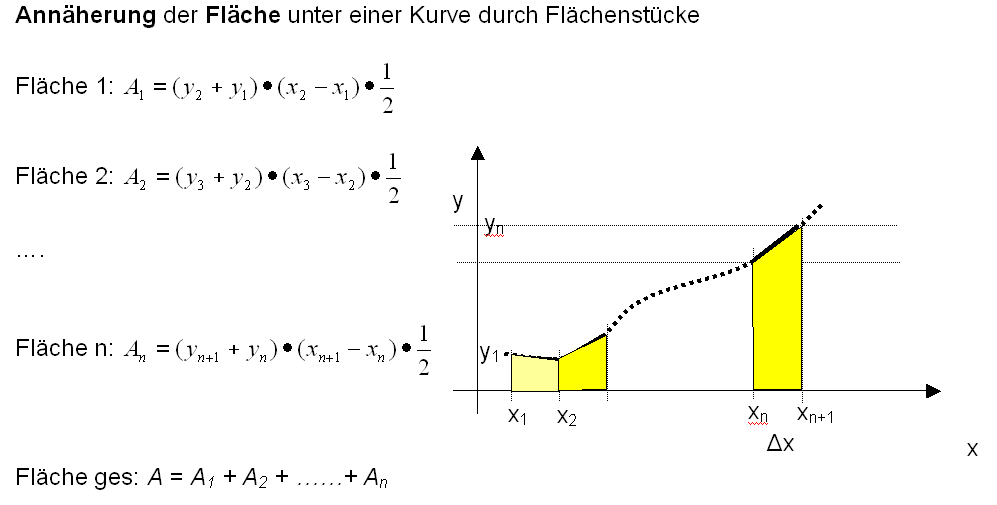 Annäherung der Fläche unter einer Kurve durch Flächenstücke
Fläche 1: A₁ = (y₂ + y₁)•(x₂ − x₁)•1/2
Fläche 2: A₂ = (y₃ + y₂)•(x₃ − x₂)•1/2
....
Fläche n: Aₙ = (yₙ₊₁ + yₙ)•(xₙ₊₁ − xₙ)•1/2
Fläche ges: A = A₁ + A₂ + ……+ Aₙ
y
yₙ
y₁
x₁
x₂
xₙ
xₙ₊₁
Δx
x